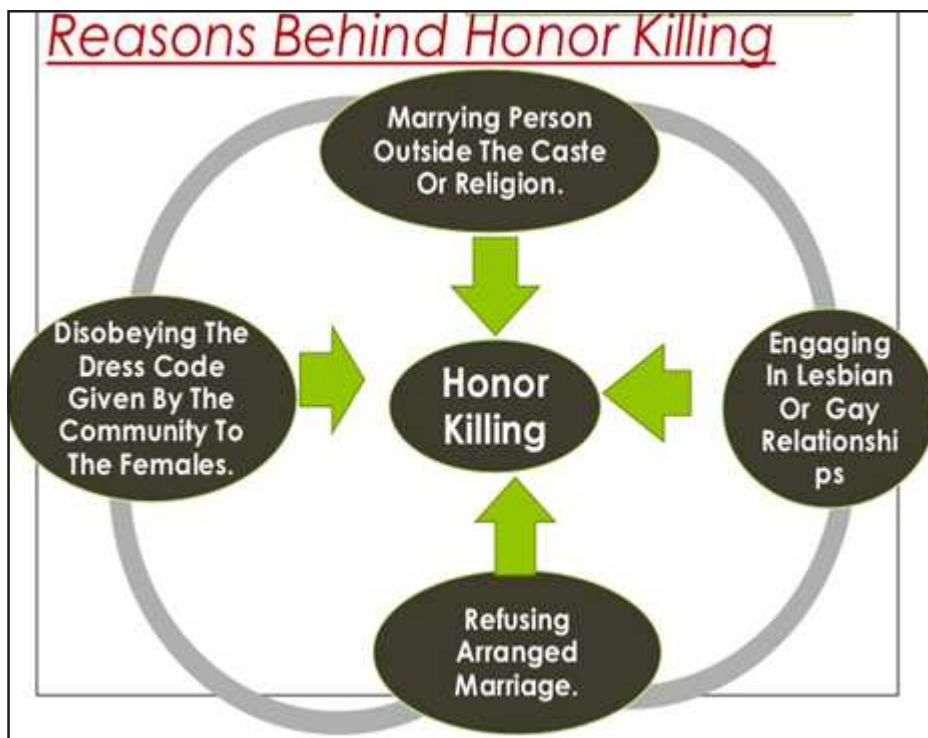 Reasons Behind Honor Killing
Marrying Person
Outside The Caste
Or Religion.
Disobeying The
Dress Code
Given By The
Community To
The Females.
Honor
Killing
Engaging
In Lesbian
Or Gay
Relationshi
ps
Refusing
Arranged
Marriage.